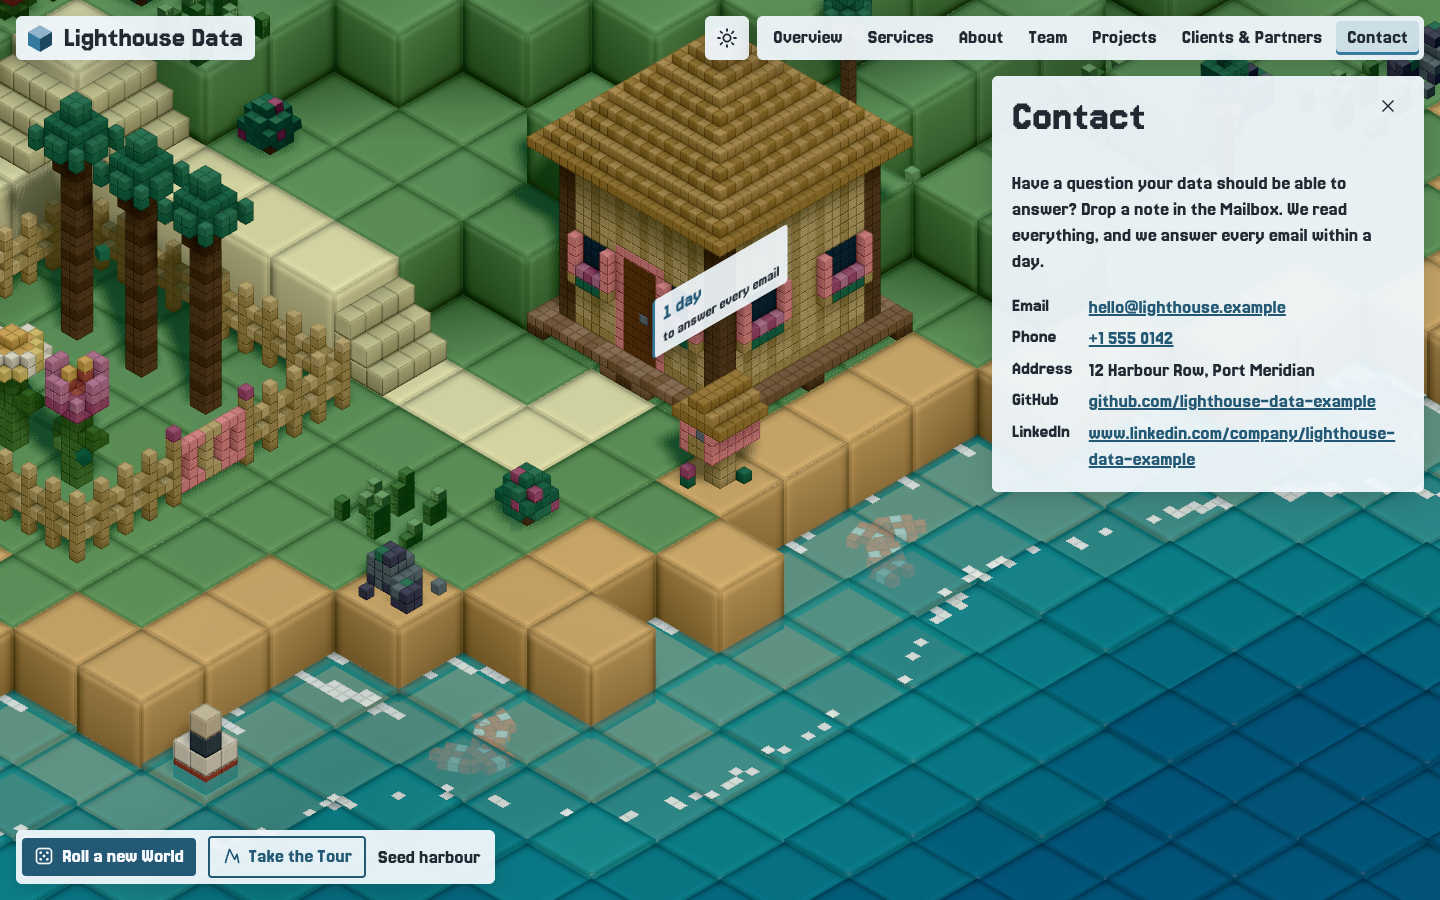 Lighthouse Data
Overview
Services
About
Team
Projects
Clients & Partners
Contact
Contact
Have a question your data should be able to
answer? Drop a note in the Mailbox. We read
everything, and we answer every email within a
day.
Email hello@lighthouse.example
Phone +1 555 0142
Address 12 Harbour Row, Port Meridian
GitHub github.com/lighthouse-data-example
LinkedIn www.linkedin.com/company/lighthouse-
data-example
1 day
to answer every email
Roll a new World
Take the Tour
Seed harbour